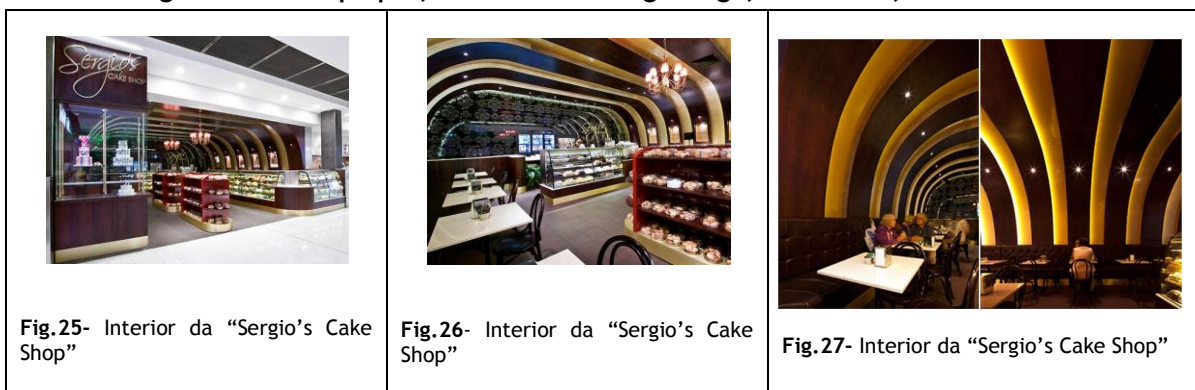 Sergio's
CAKE SHOP
Fig.25- Interior da “Sergio’s Cake
Shop”
Fig.26- Interior da “Sergio’s Cake
Shop”
Fig.27- Interior da “Sergio’s Cake Shop”